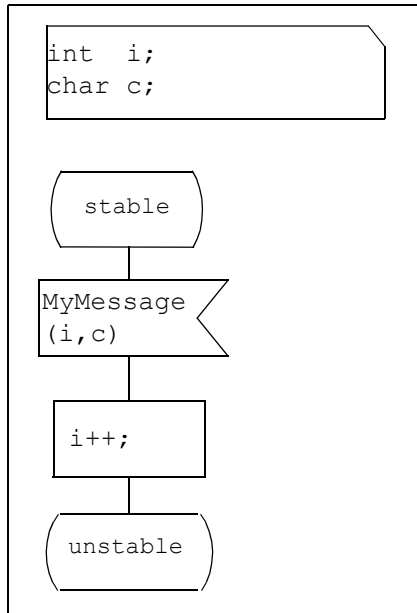 int  i;
char c;
stable
MyMessage
(i,c)
i++;
unstable